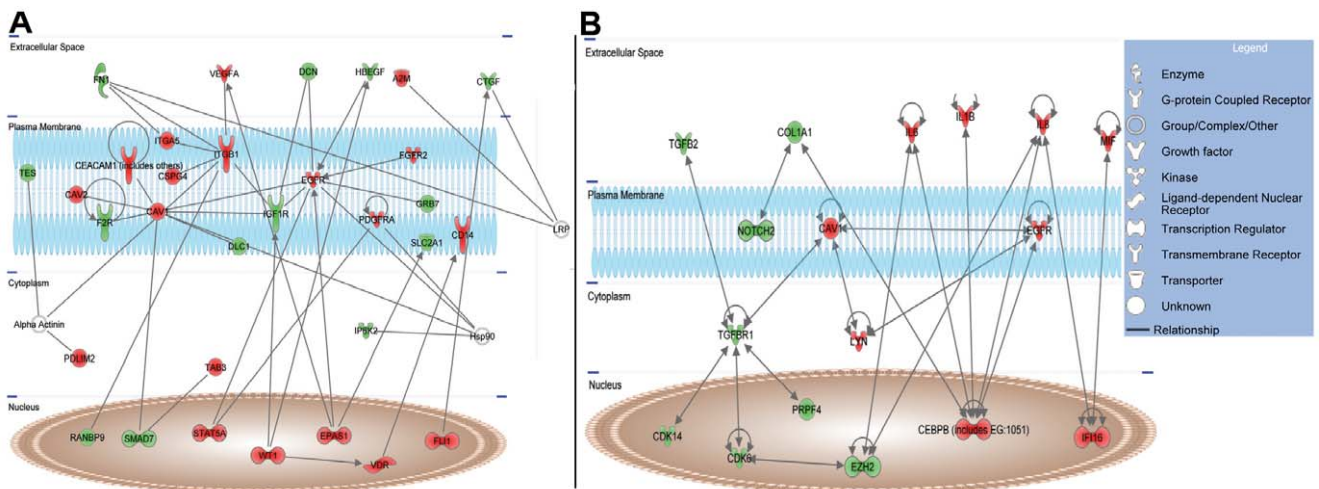 A
Extracellular Space
FN1
VEGFA
DCN
HBEGF
A2M
CTGF
Plasma Membrane
ITGA5
ITGB1
CEACAM1 (includes others)
FGFR2
TES
CSPG4
EGFR
CAV2
CAV1
IGF1R
GRB7
F2R
PDGFRA
LRP
DLC1
SLC2A1
CD14
Cytoplasm
Alpha Actinin
IP6K2
Hsp90
PDLIM2
TAB3
Nucleus
RANBP9
SMAD7
STAT5A
EPAS1
FLI1
WT1
VDR
B
Extracellular Space
TGFB2
COL1A1
IL6
IL1B
IL8
MIF
Plasma Membrane
NOTCH2
CAV1
EGFR
Cytoplasm
TGFBR1
LYN
Nucleus
PRPF4
CDK14
CEBPB (includes EG:1051)
IFI16
CDK6
EZH2
Legend
Enzyme
G-protein Coupled Receptor
Group/Complex/Other
Growth factor
Kinase
Ligand-dependent Nuclear
Receptor
Transcription Regulator
Transmembrane Receptor
Transporter
Unknown
Relationship